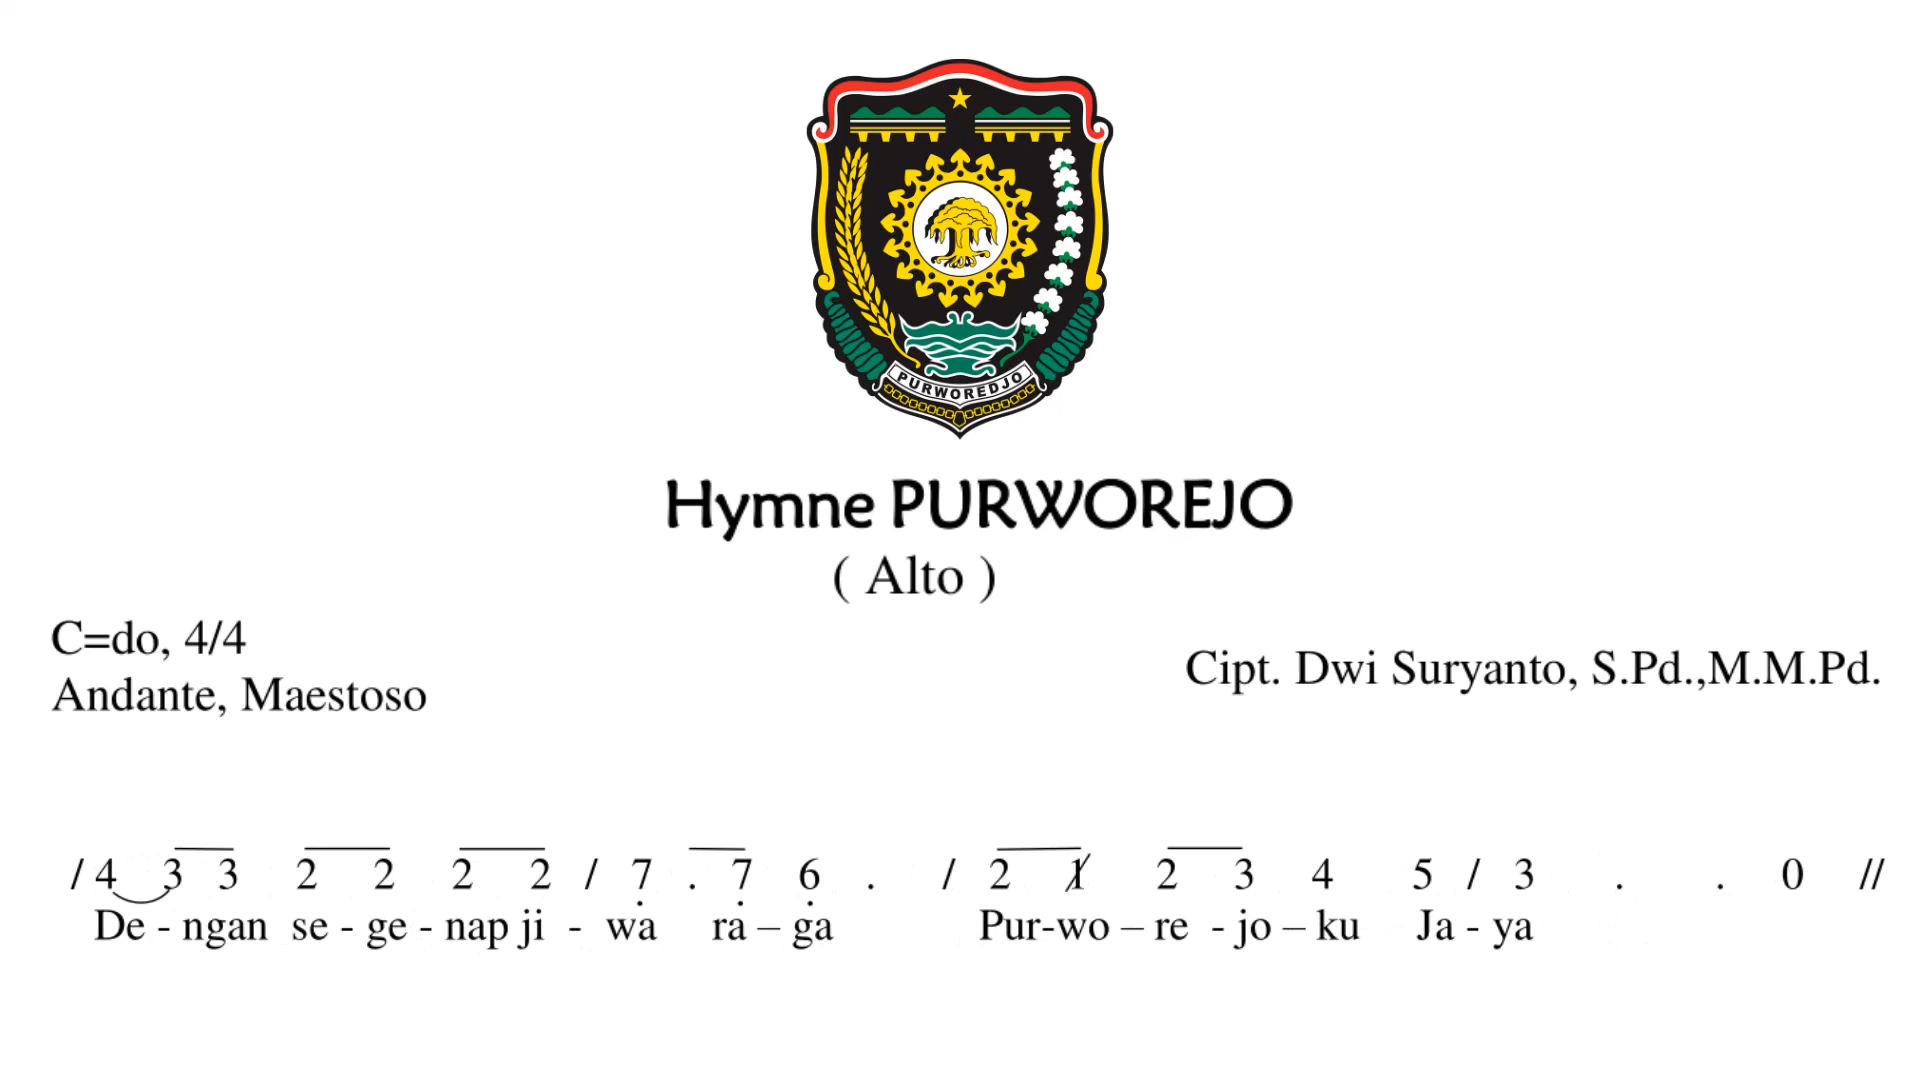 PURWOREDJO
Hymne PURWOREJO
( Alto )
C=do, 4/4
Andante, Maestoso
Cipt. Dwi Suryanto, S.Pd.,M.M.Pd.
/ 4 3 3 2 2 2 2 / 7̣ . 7̣ 6̣ . / 2 1̸ 2 3 4 5 / 3 . . 0 //
De - ngan se - ge - nap ji - wa ra – ga Pur-wo – re - jo – ku Ja - ya